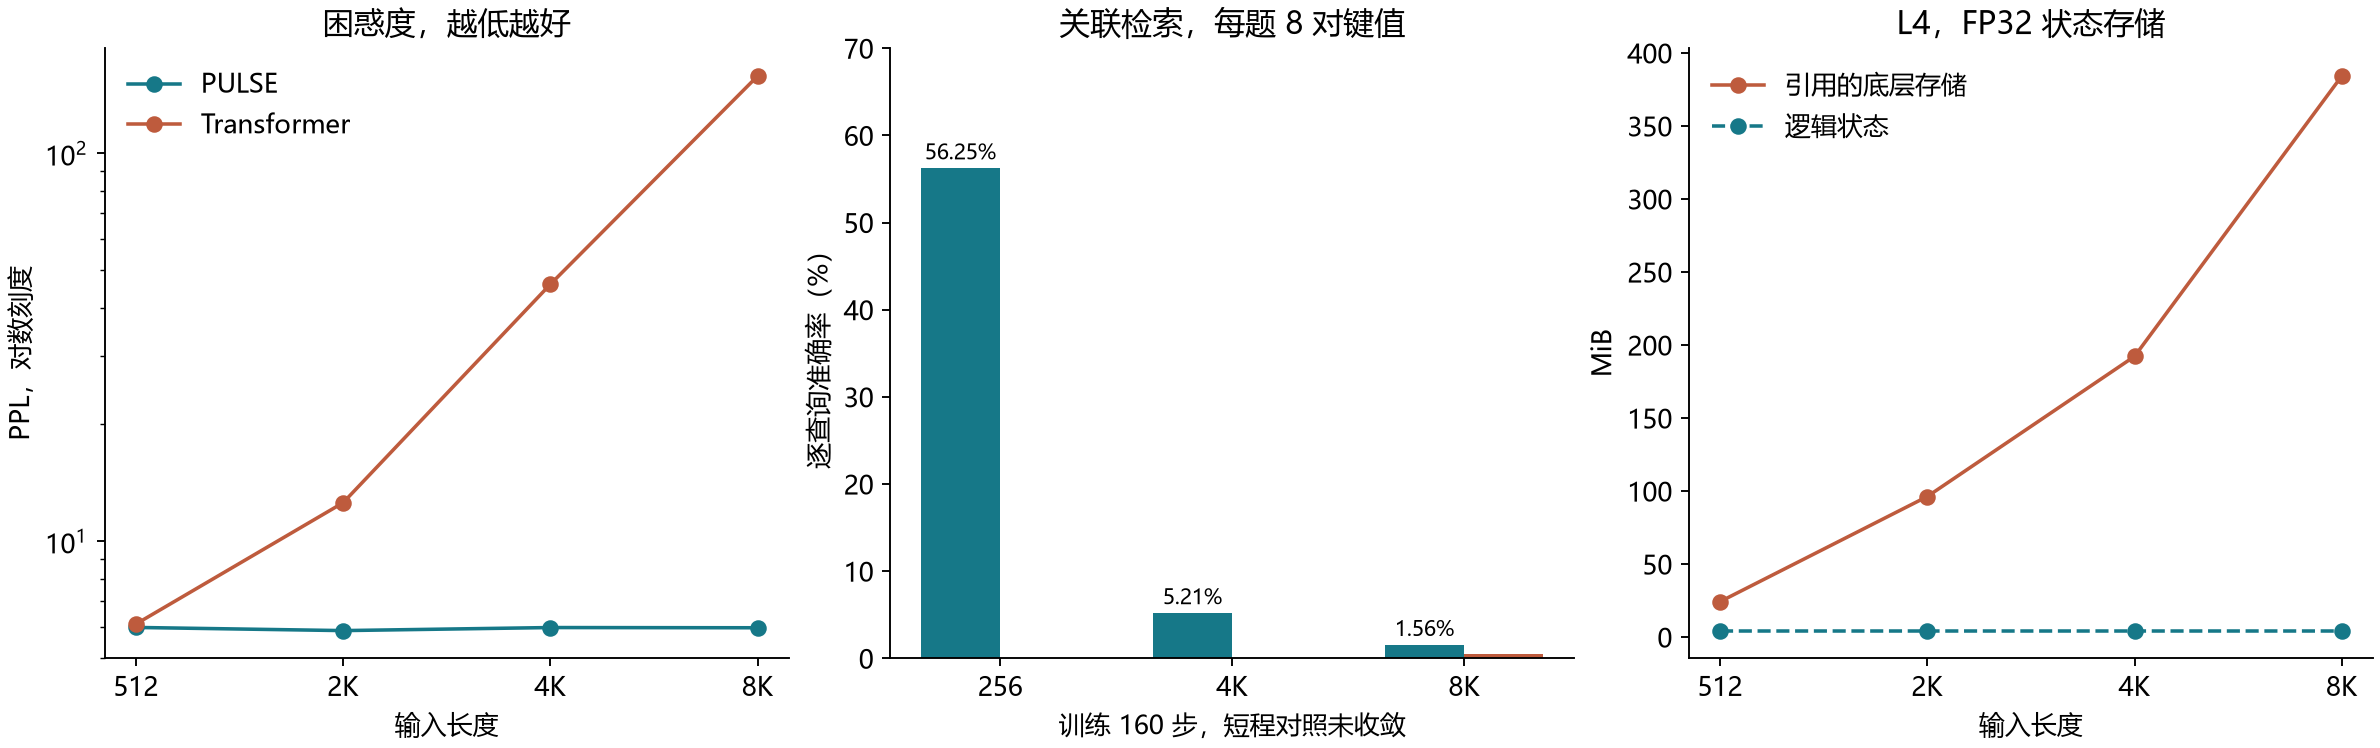 困惑度，越低越好
PULSE
Transformer
10²
10¹
PPL，对数刻度
512
2K
4K
8K
输入长度
关联检索，每题 8 对键值
70
60
50
40
30
20
10
0
逐查询准确率（%）
56.25%
5.21%
1.56%
256
4K
8K
训练 160 步，短程对照未收敛
L4，FP32 状态存储
引用的底层存储
逻辑状态
400
350
300
250
200
150
100
50
0
MiB
512
2K
4K
8K
输入长度